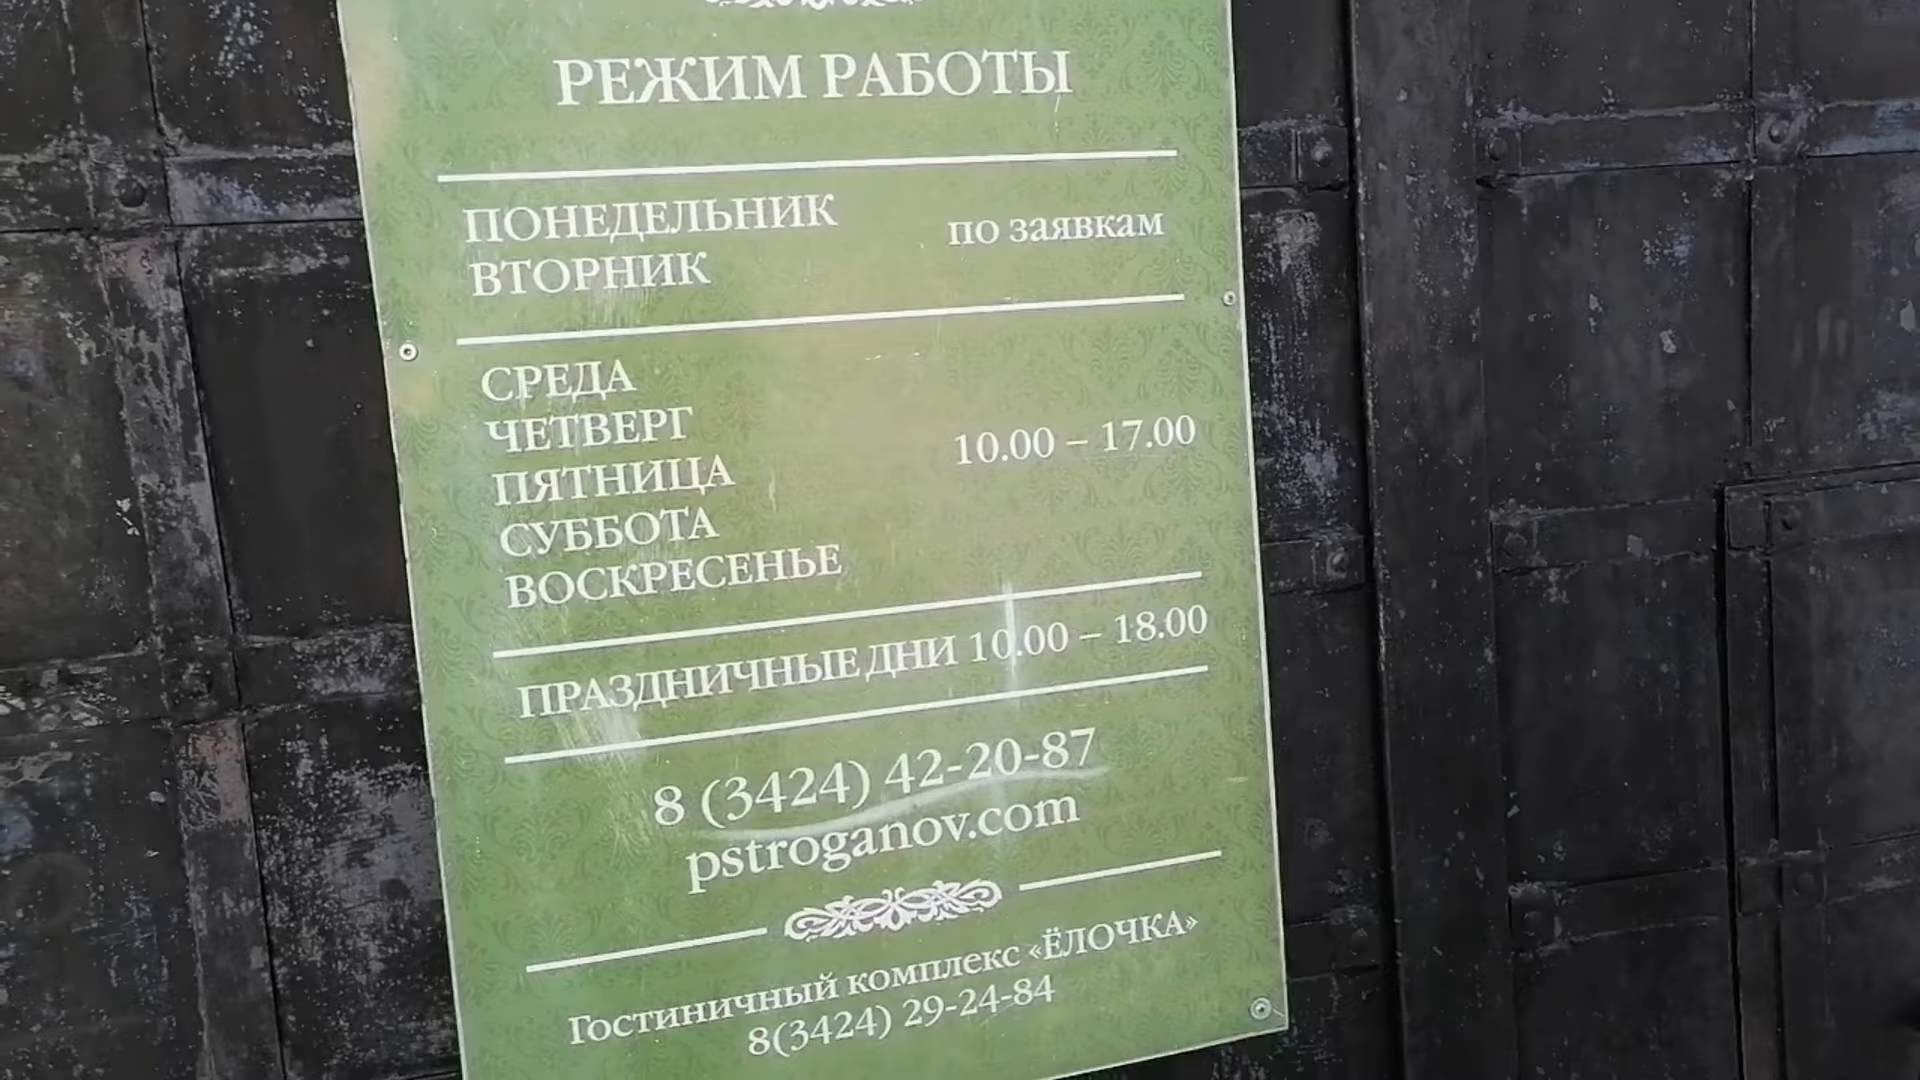 РЕЖИМ РАБОТЫ
ПОНЕДЕЛЬНИК
ВТОРНИК
по заявкам
СРЕДА
ЧЕТВЕРГ
ПЯТНИЦА
СУББОТА
ВОСКРЕСЕНЬЕ
10.00 – 17.00
ПРАЗДНИЧНЫЕ ДНИ 10.00 – 18.00
8 (3424) 42-20-87
pstroganov.com
Гостиничный комплекс «ЁЛОЧКА»
8(3424) 29-24-84